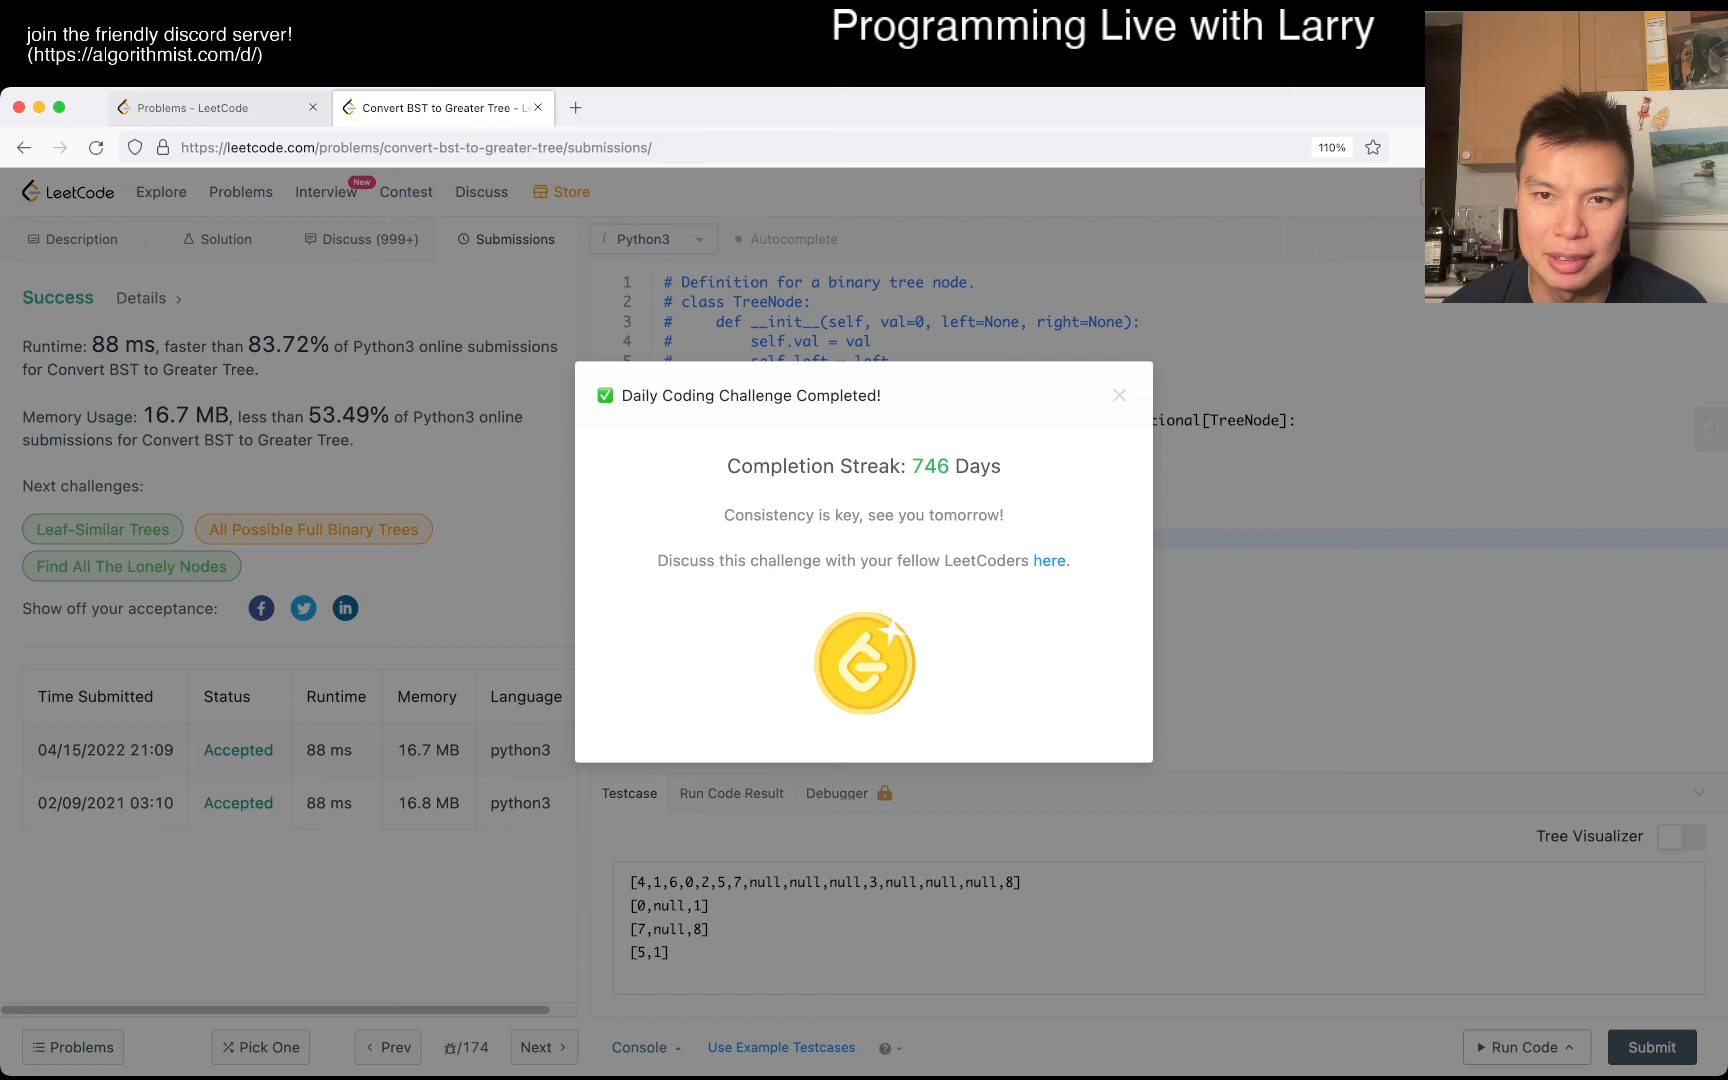 join the friendly discord server!
(https://algorithmist.com/d/)
Programming Live with Larry
Problems - LeetCode
Convert BST to Greater Tree - L
https://leetcode.com/problems/convert-bst-to-greater-tree/submissions/
110%
LeetCode
Explore
Problems
Interview
New
Contest
Discuss
Store
Description
Solution
Discuss (999+)
Submissions
i Python3
Autocomplete
Success
Details >
Runtime: 88 ms, faster than 83.72% of Python3 online submissions
for Convert BST to Greater Tree.
Memory Usage: 16.7 MB, less than 53.49% of Python3 online
submissions for Convert BST to Greater Tree.
Next challenges:
Leaf-Similar Trees
All Possible Full Binary Trees
Find All The Lonely Nodes
Show off your acceptance:
Time Submitted Status Runtime Memory Language
04/15/2022 21:09 Accepted 88 ms 16.7 MB python3
02/09/2021 03:10 Accepted 88 ms 16.8 MB python3
1 # Definition for a binary tree node.
2 # class TreeNode:
3 #     def __init__(self, val=0, left=None, right=None):
4 #         self.val = val
5 #         self.left = left
tional[TreeNode]:
Daily Coding Challenge Completed!
Completion Streak: 746 Days
Consistency is key, see you tomorrow!
Discuss this challenge with your fellow LeetCoders here.
Testcase
Run Code Result
Debugger
Tree Visualizer
[4,1,6,0,2,5,7,null,null,null,3,null,null,null,8]
[0,null,1]
[7,null,8]
[5,1]
Problems
Pick One
< Prev
/174
Next >
Console
Use Example Testcases
?
Run Code
Submit